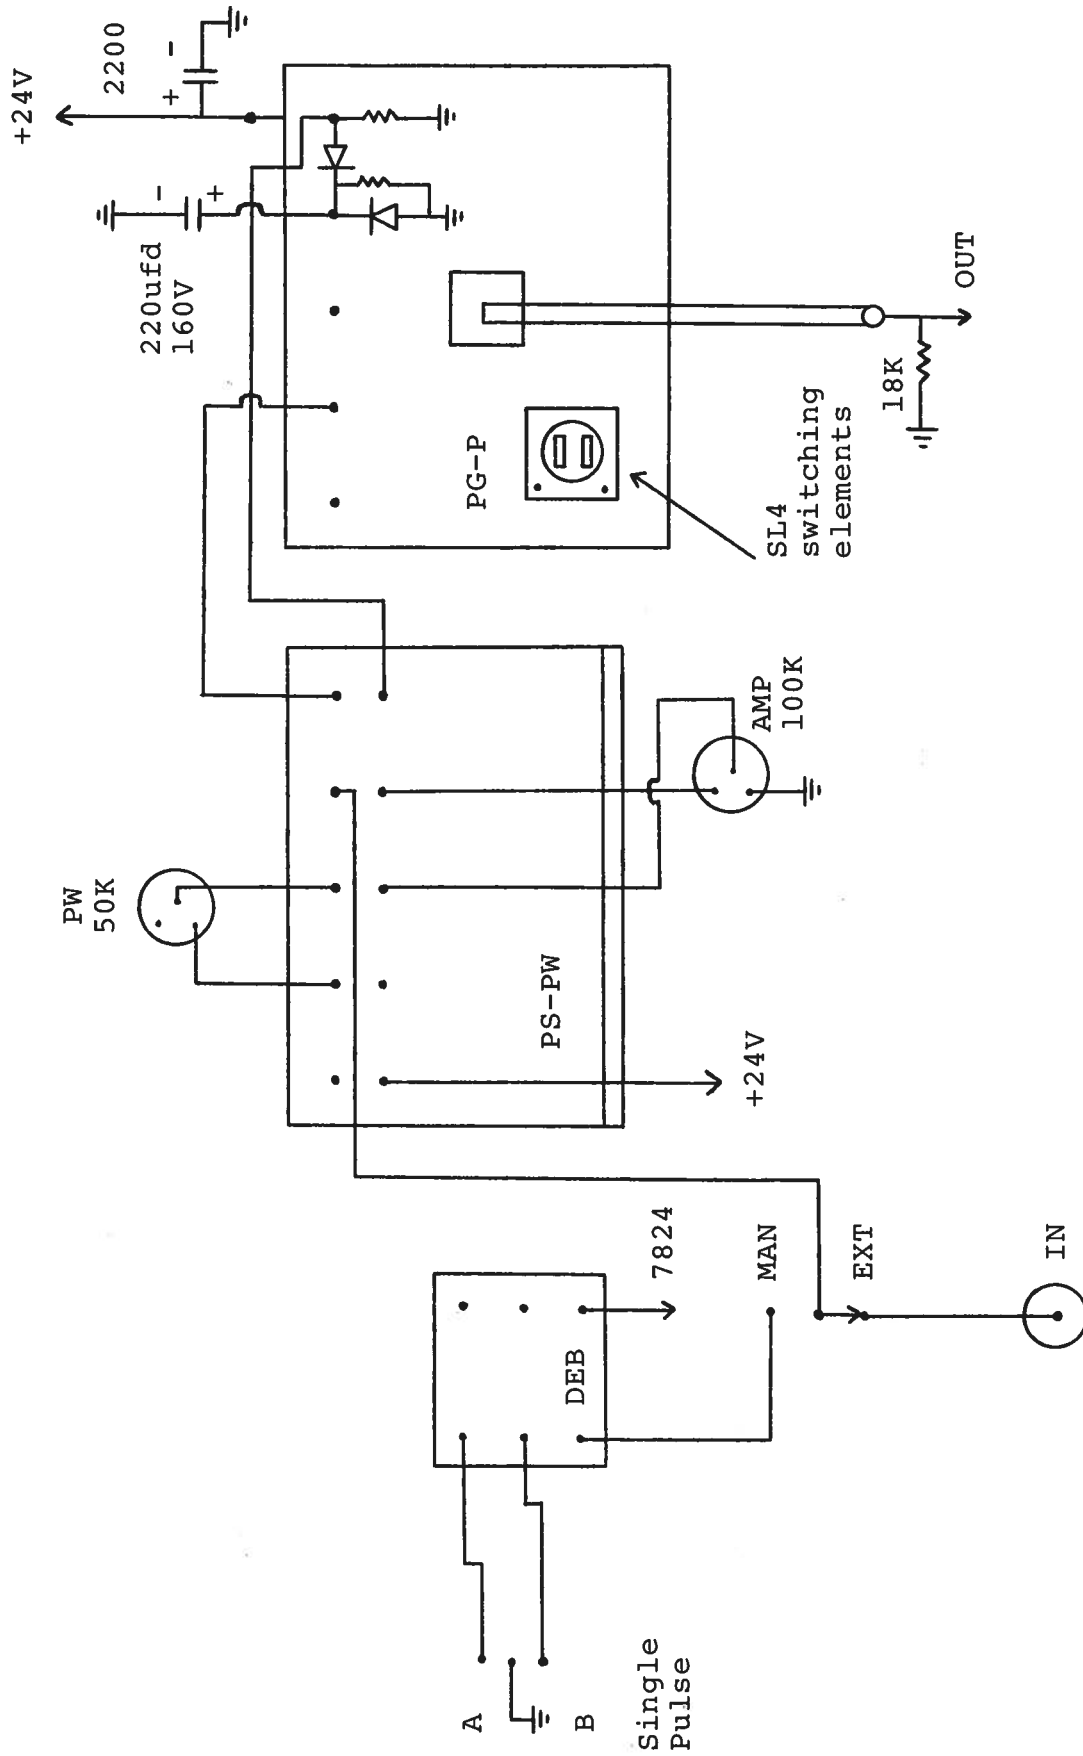 +24V
2200
+
-
-
+
220ufd
160V
PG-P
SL4
switching
elements
18K
OUT
PW
50K
PS-PW
+24V
AMP
100K
A
B
Single
Pulse
DEB
7824
MAN
EXT
IN